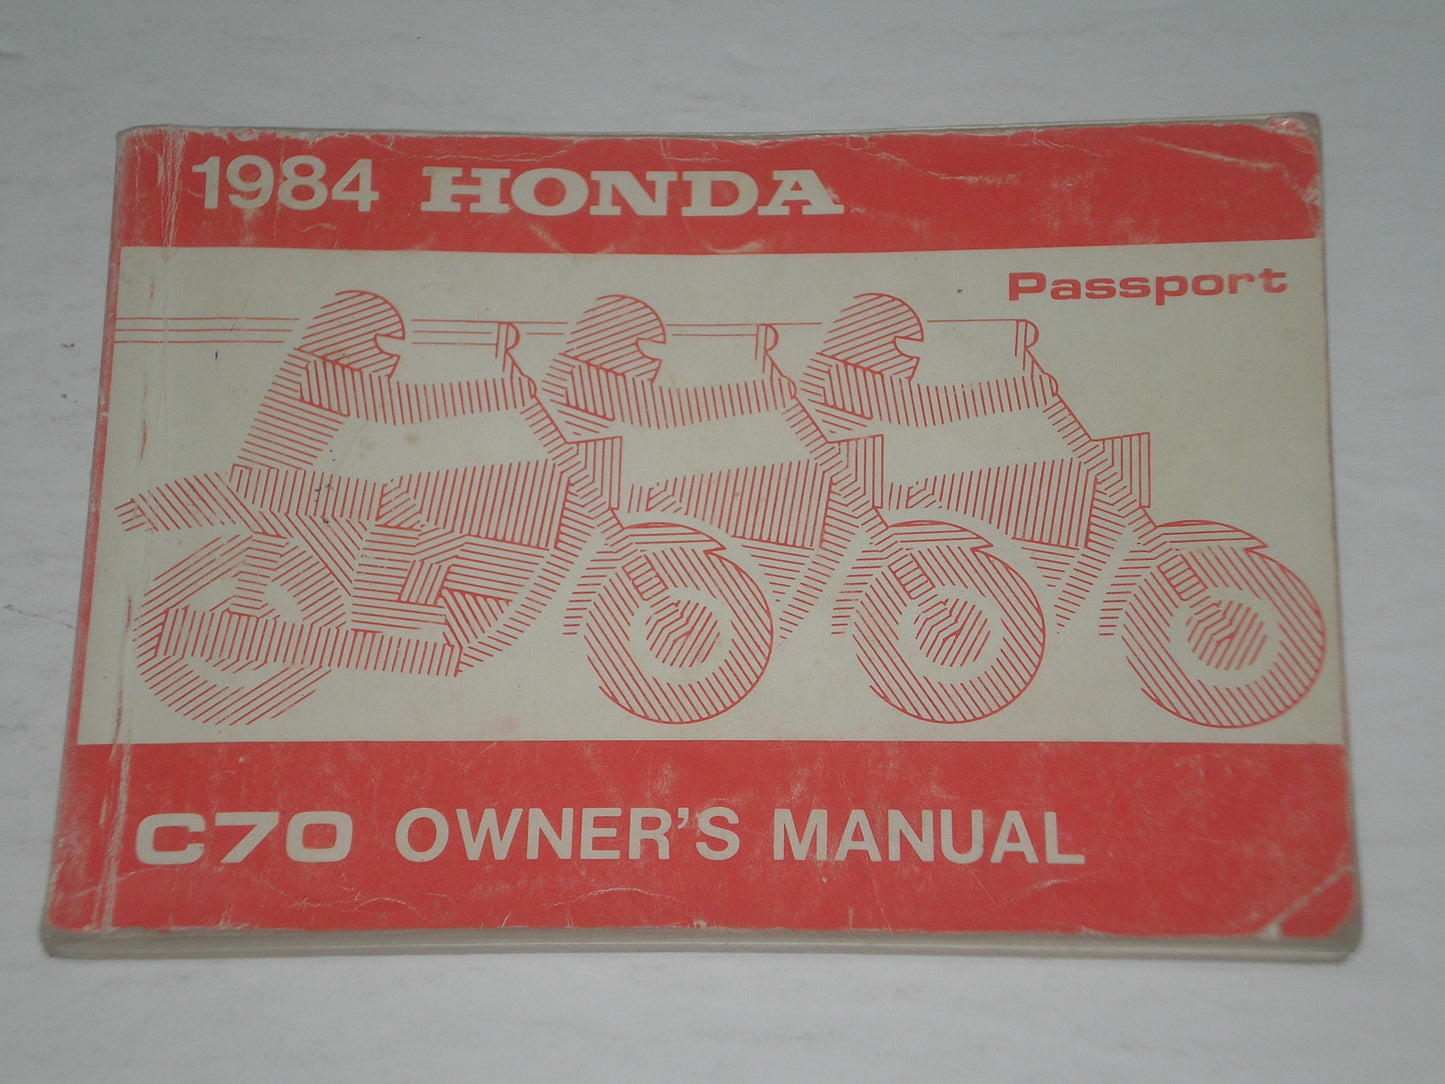 1984 HONDA
Passport
C70 OWNER'S MANUAL